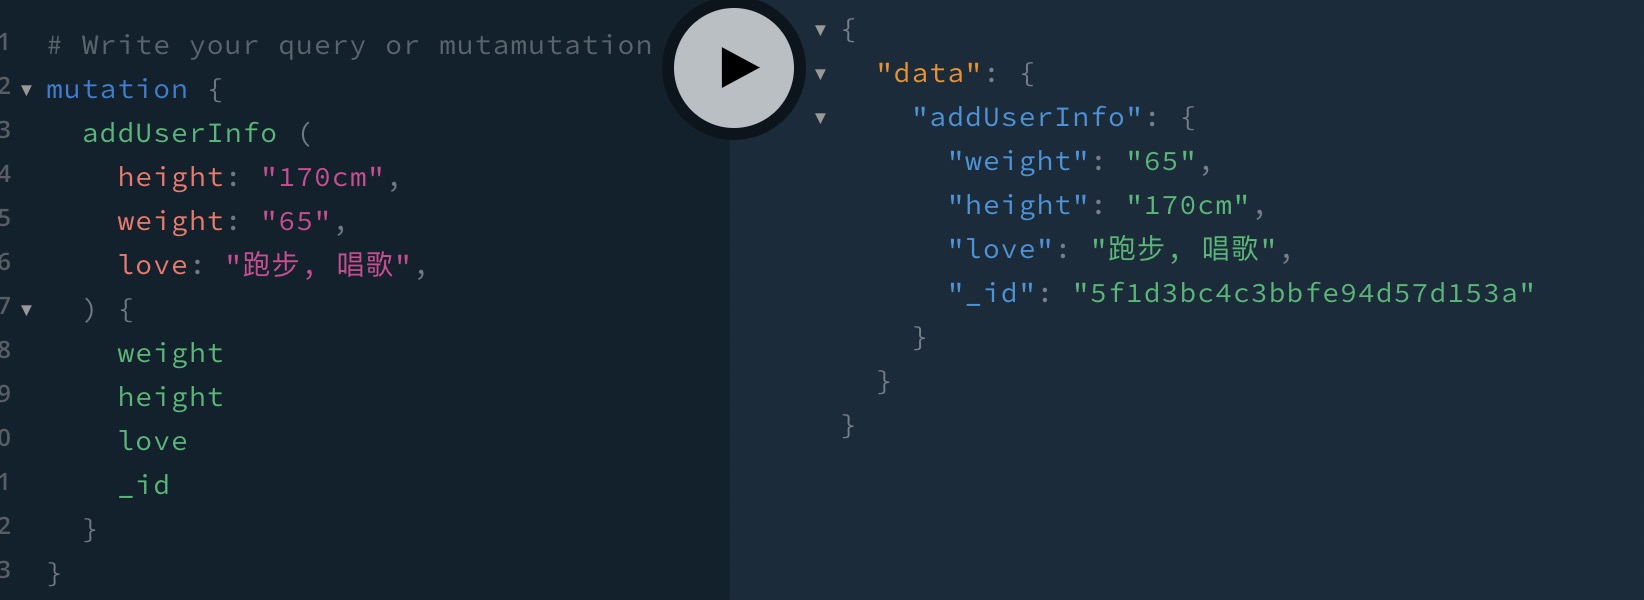 1 # Write your query or mutamutation
2 mutation {
3 addUserInfo (
4 height: "170cm",
5 weight: "65",
6 love: "跑步, 唱歌",
7 ) {
8 weight
9 height
0 love
1 _id
2 }
3 }
{
"data": {
"addUserInfo": {
"weight": "65",
"height": "170cm",
"love": "跑步, 唱歌",
"_id": "5f1d3bc4c3bbfe94d57d153a"
}
}
}